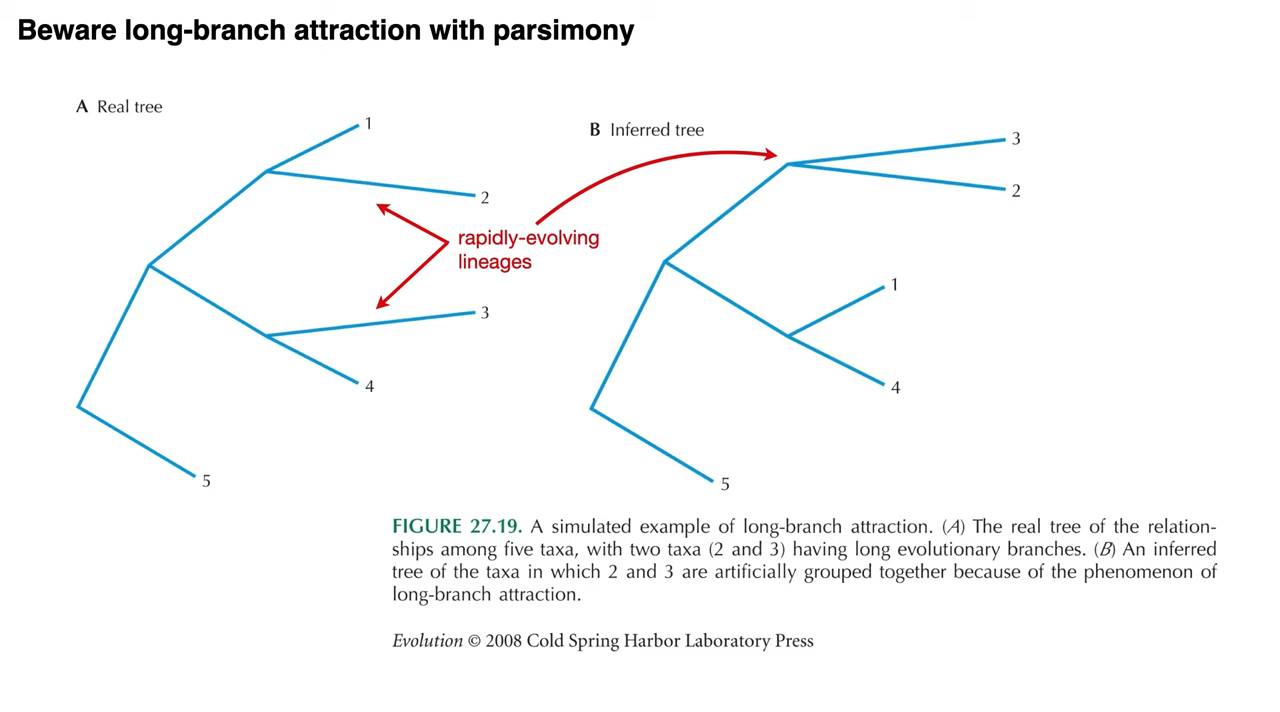 Beware long-branch attraction with parsimony
A Real tree
1
2
3
4
5
rapidly-evolving
lineages
B Inferred tree
3
2
1
4
5
FIGURE 27.19. A simulated example of long-branch attraction. (A) The real tree of the relation-
ships among five taxa, with two taxa (2 and 3) having long evolutionary branches. (B) An inferred
tree of the taxa in which 2 and 3 are artificially grouped together because of the phenomenon of
long-branch attraction.
Evolution © 2008 Cold Spring Harbor Laboratory Press